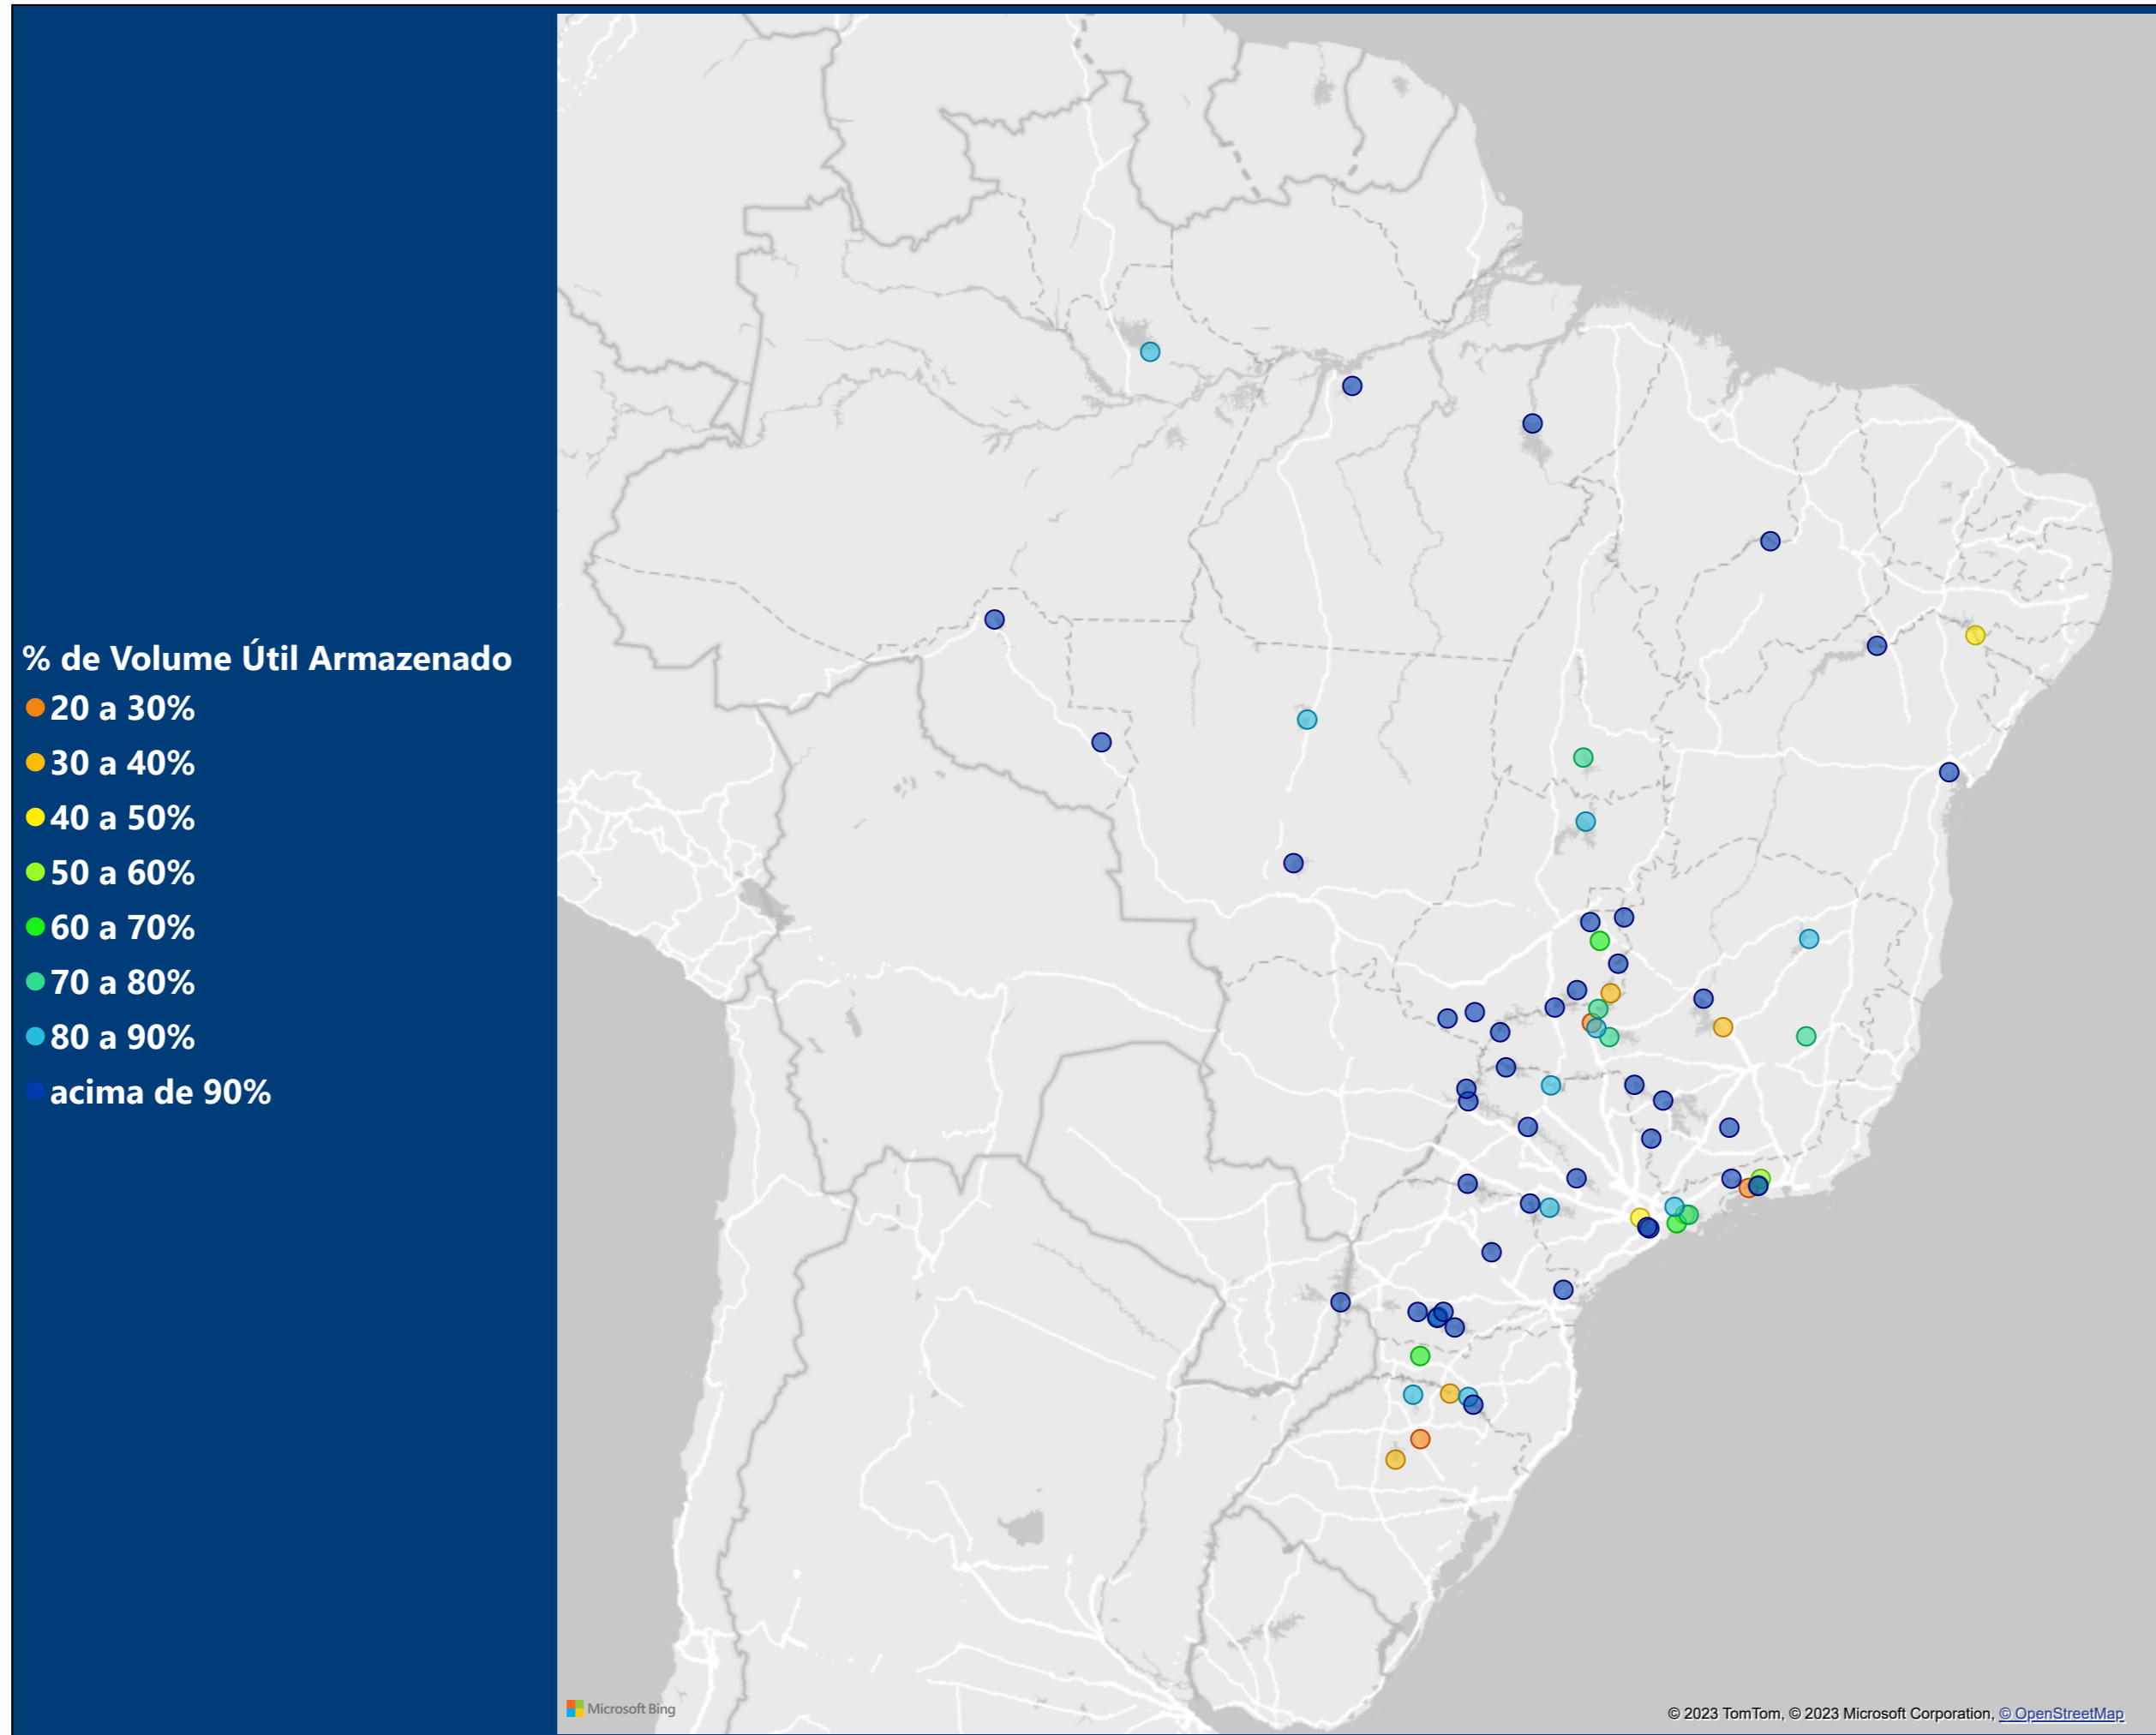 % de Volume Útil Armazenado
20 a 30%
30 a 40%
40 a 50%
50 a 60%
60 a 70%
70 a 80%
80 a 90%
acima de 90%
Microsoft Bing
© 2023 TomTom, © 2023 Microsoft Corporation, © OpenStreetMap